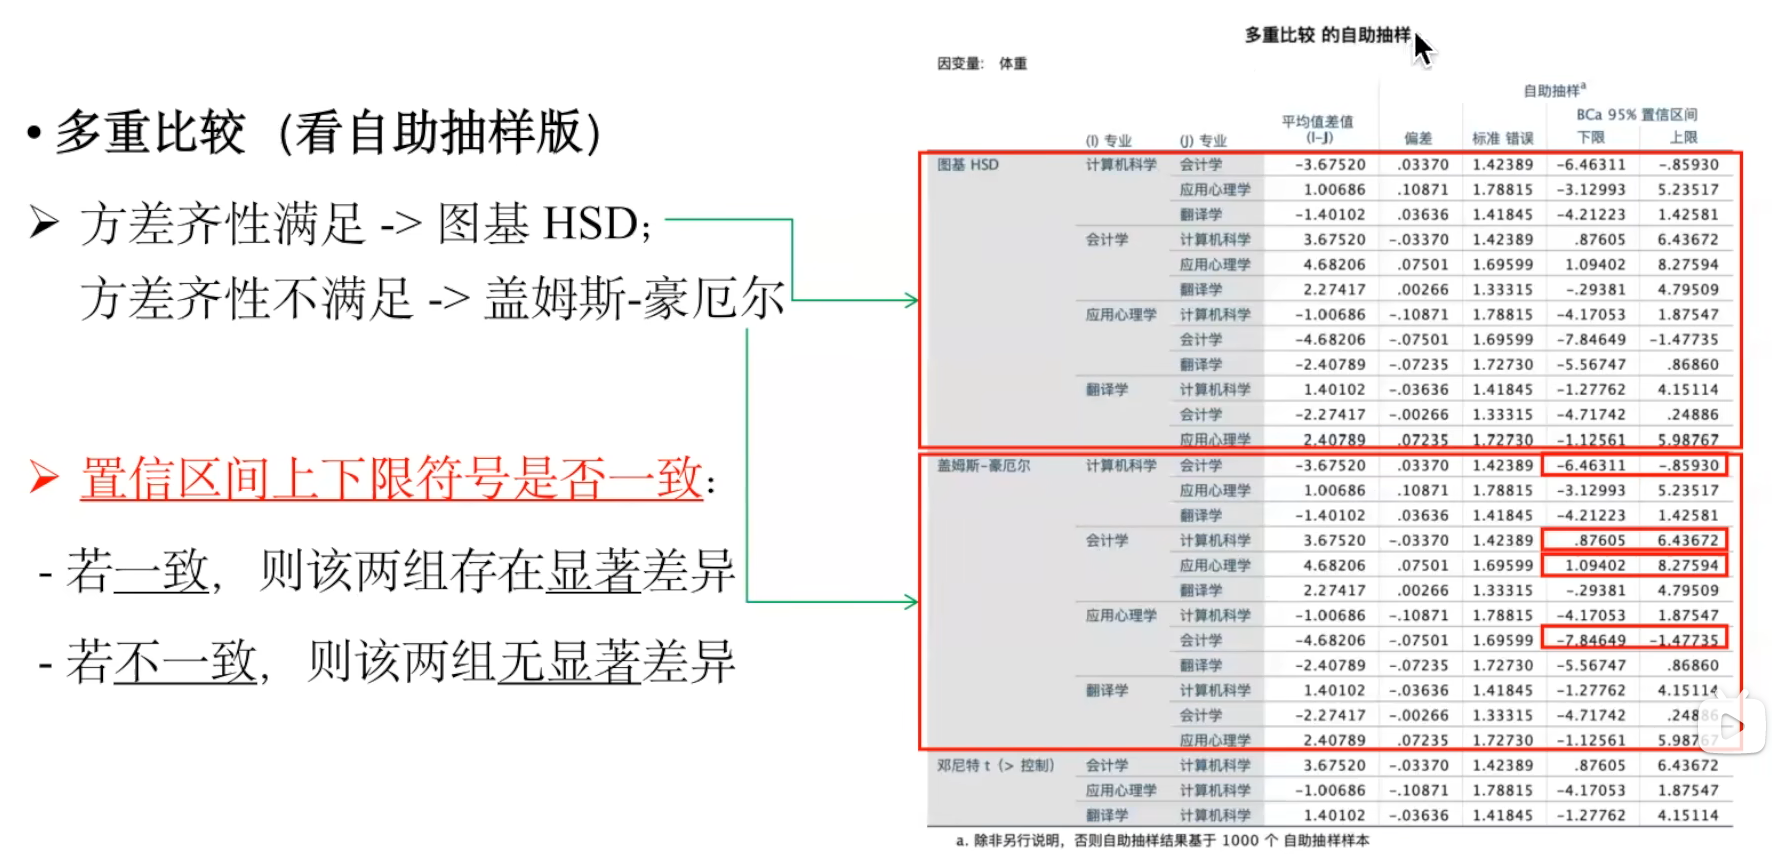 • 多重比较（看自助抽样版）
➢ 方差齐性满足 -> 图基 HSD；
方差齐性不满足 -> 盖姆斯-豪厄尔
➢ 置信区间上下限符号是否一致：
- 若一致，则该两组存在显著差异
- 若不一致，则该两组无显著差异
多重比较 的自助抽样
因变量: 体重
自助抽样a
BCa 95% 置信区间
(I) 专业 (J) 专业 平均值差值 (I-J) 偏差 标准 错误 下限 上限
图基 HSD 计算机科学 会计学 -3.67520 .03370 1.42389 -6.46311 -.85930
应用心理学 1.00686 .10871 1.78815 -3.12993 5.23517
翻译学 -1.40102 .03636 1.41845 -4.21223 1.42581
会计学 计算机科学 3.67520 -.03370 1.42389 .87605 6.43672
应用心理学 4.68206 .07501 1.69599 1.09402 8.27594
翻译学 2.27417 .00266 1.33315 -.29381 4.79509
应用心理学 计算机科学 -1.00686 -.10871 1.78815 -4.17053 1.87547
会计学 -4.68206 -.07501 1.69599 -7.84649 -1.47735
翻译学 -2.40789 -.07235 1.72730 -5.56747 .86860
翻译学 计算机科学 1.40102 -.03636 1.41845 -1.27762 4.15114
会计学 -2.27417 -.00266 1.33315 -4.71742 .24886
应用心理学 2.40789 .07235 1.72730 -1.12561 5.98767
盖姆斯-豪厄尔 计算机科学 会计学 -3.67520 .03370 1.42389 -6.46311 -.85930
应用心理学 1.00686 .10871 1.78815 -3.12993 5.23517
翻译学 -1.40102 .03636 1.41845 -4.21223 1.42581
会计学 计算机科学 3.67520 -.03370 1.42389 .87605 6.43672
应用心理学 4.68206 .07501 1.69599 1.09402 8.27594
翻译学 2.27417 .00266 1.33315 -.29381 4.79509
应用心理学 计算机科学 -1.00686 -.10871 1.78815 -4.17053 1.87547
会计学 -4.68206 -.07501 1.69599 -7.84649 -1.47735
翻译学 -2.40789 -.07235 1.72730 -5.56747 .86860
翻译学 计算机科学 1.40102 -.03636 1.41845 -1.27762 4.15114
会计学 -2.27417 -.00266 1.33315 -4.71742 .24886
应用心理学 2.40789 .07235 1.72730 -1.12561 5.98767
邓尼特 t（> 控制） 会计学 计算机科学 3.67520 -.03370 1.42389 .87605 6.43672
应用心理学 计算机科学 -1.00686 -.10871 1.78815 -4.17053 1.87547
翻译学 计算机科学 1.40102 -.03636 1.41845 -1.27762 4.15114
a. 除非另行说明，否则自助抽样结果基于 1000 个 自助抽样样本